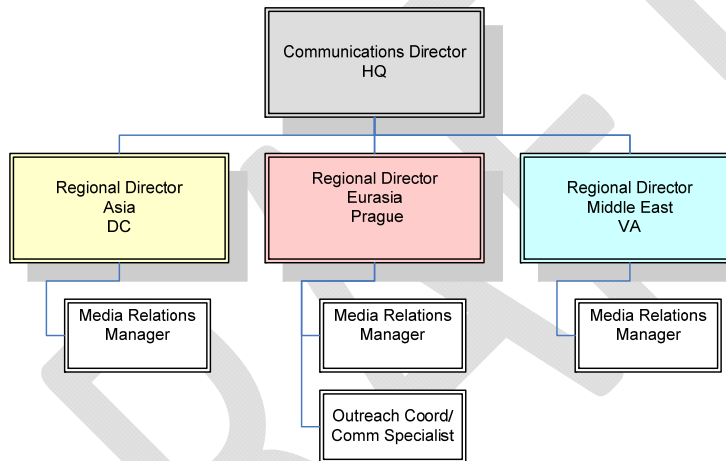 Communications Director
HQ
Regional Director
Asia
DC
Regional Director
Eurasia
Prague
Regional Director
Middle East
VA
Media Relations
Manager
Media Relations
Manager
Media Relations
Manager
Outreach Coord/
Comm Specialist